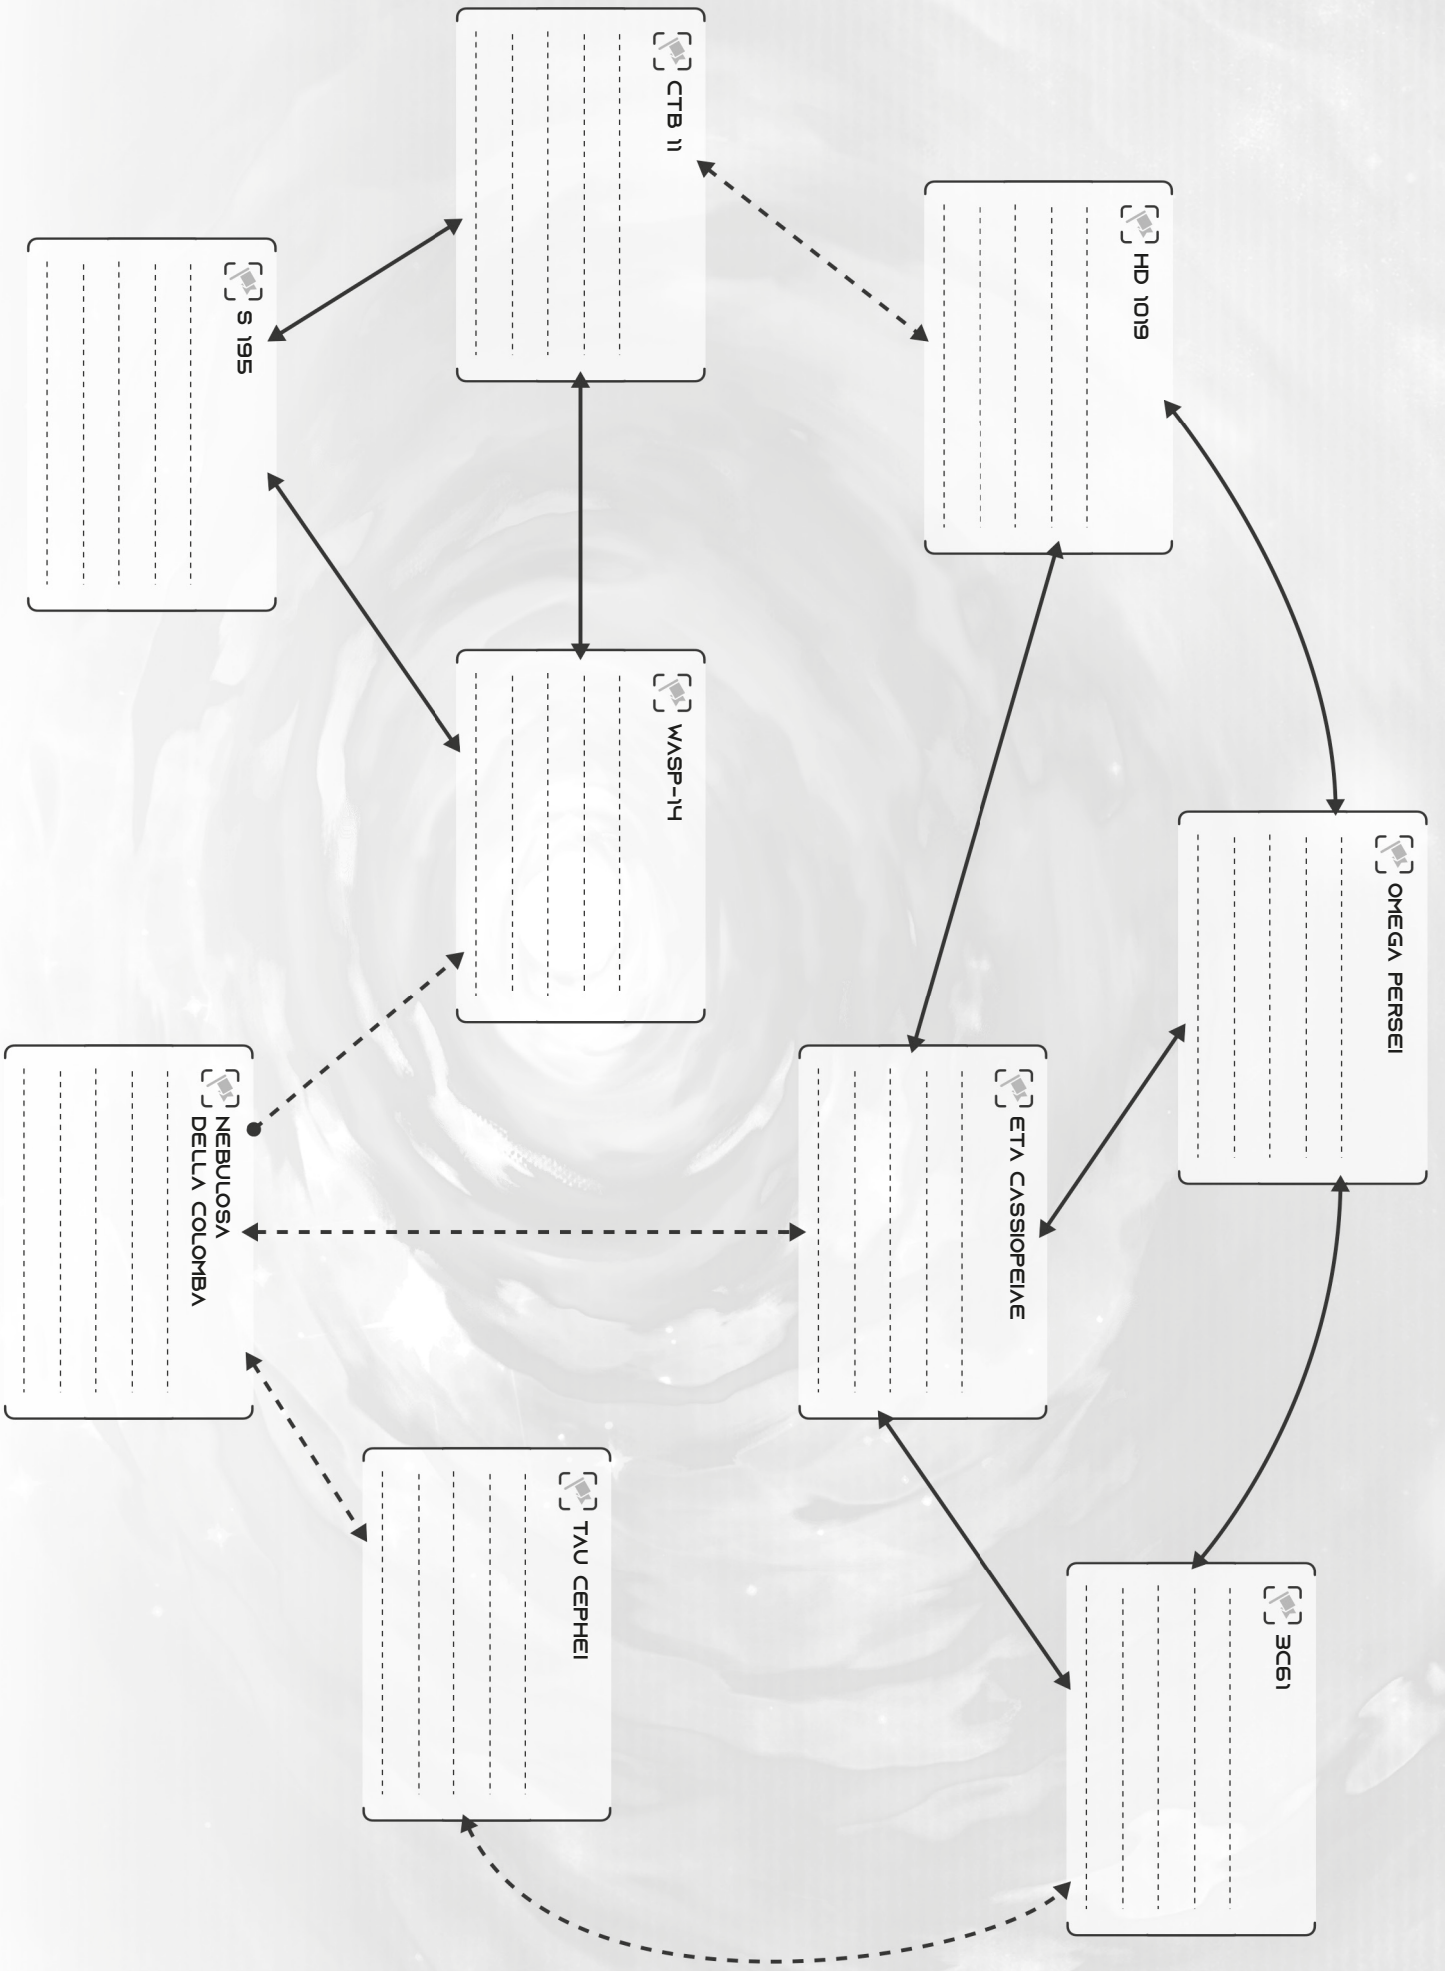 OMEGA PERSEI
3C61
HD 1019
ETA CASSIOPEIAE
CTB 11
WASP-14
TAU CEPHEI
S 195
NEBULOSA
DELLA COLOMBA